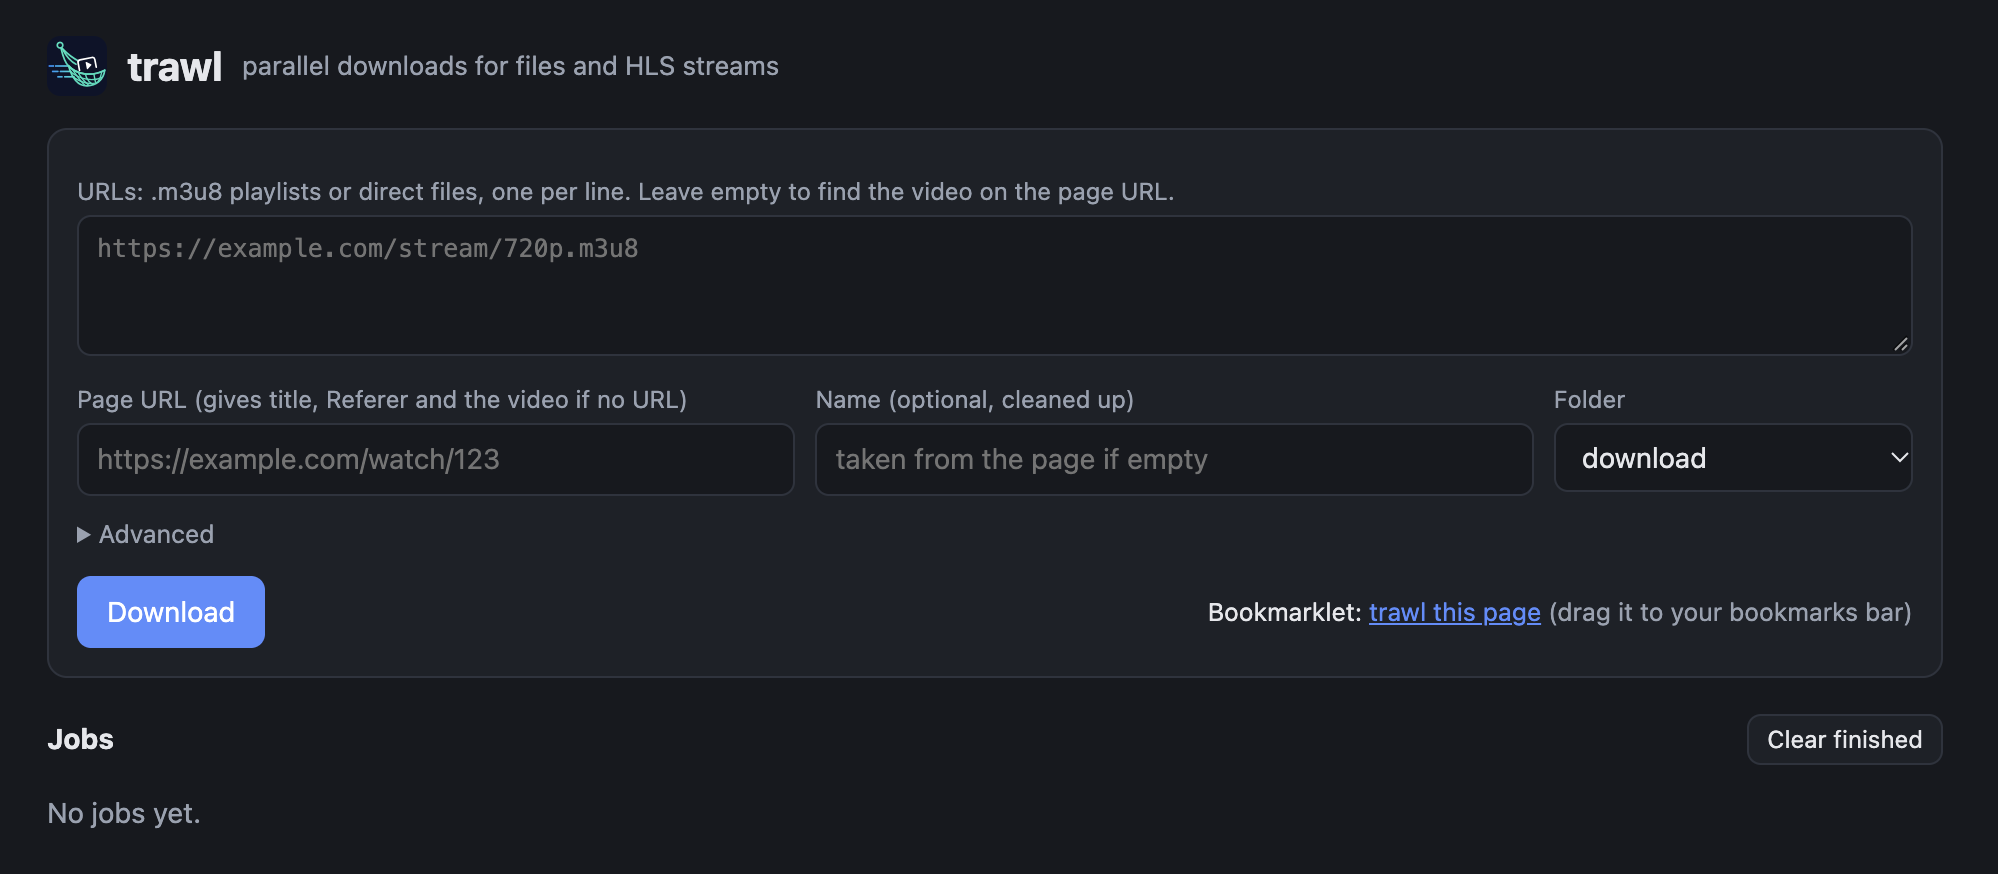 trawl parallel downloads for files and HLS streams
URLs: .m3u8 playlists or direct files, one per line. Leave empty to find the video on the page URL.
https://example.com/stream/720p.m3u8
Page URL (gives title, Referer and the video if no URL) Name (optional, cleaned up) Folder
https://example.com/watch/123 taken from the page if empty download
Advanced
Download Bookmarklet: trawl this page (drag it to your bookmarks bar)
Jobs Clear finished
No jobs yet.